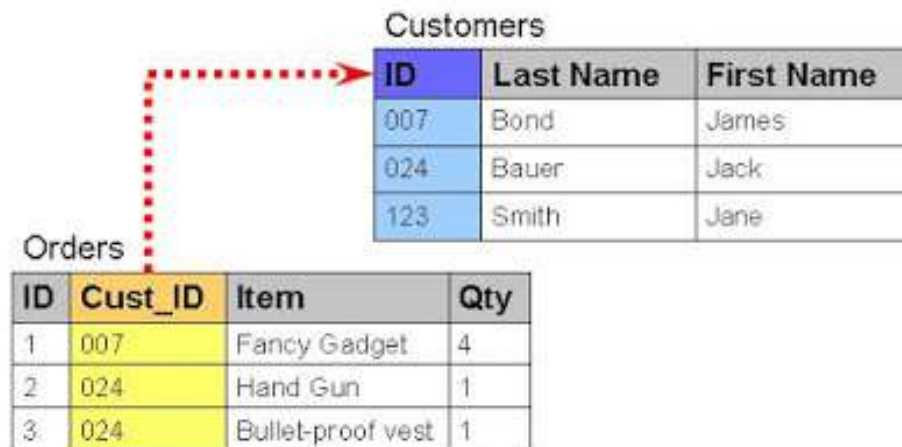 Customers
ID Last Name First Name
007 Bond James
024 Bauer Jack
123 Smith Jane
Orders
ID Cust_ID Item Qty
1 007 Fancy Gadget 4
2 024 Hand Gun 1
3 024 Bullet-proof vest 1